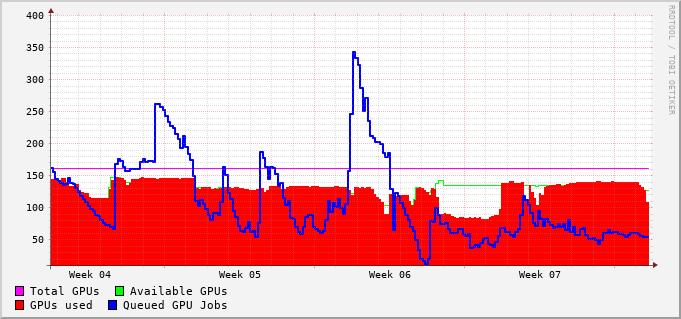 400
350
300
250
200
150
100
50
Week 04 Week 05 Week 06 Week 07
Total GPUs Available GPUs
GPUs used Queued GPU Jobs
RRDTOOL / TOBI OETIKER